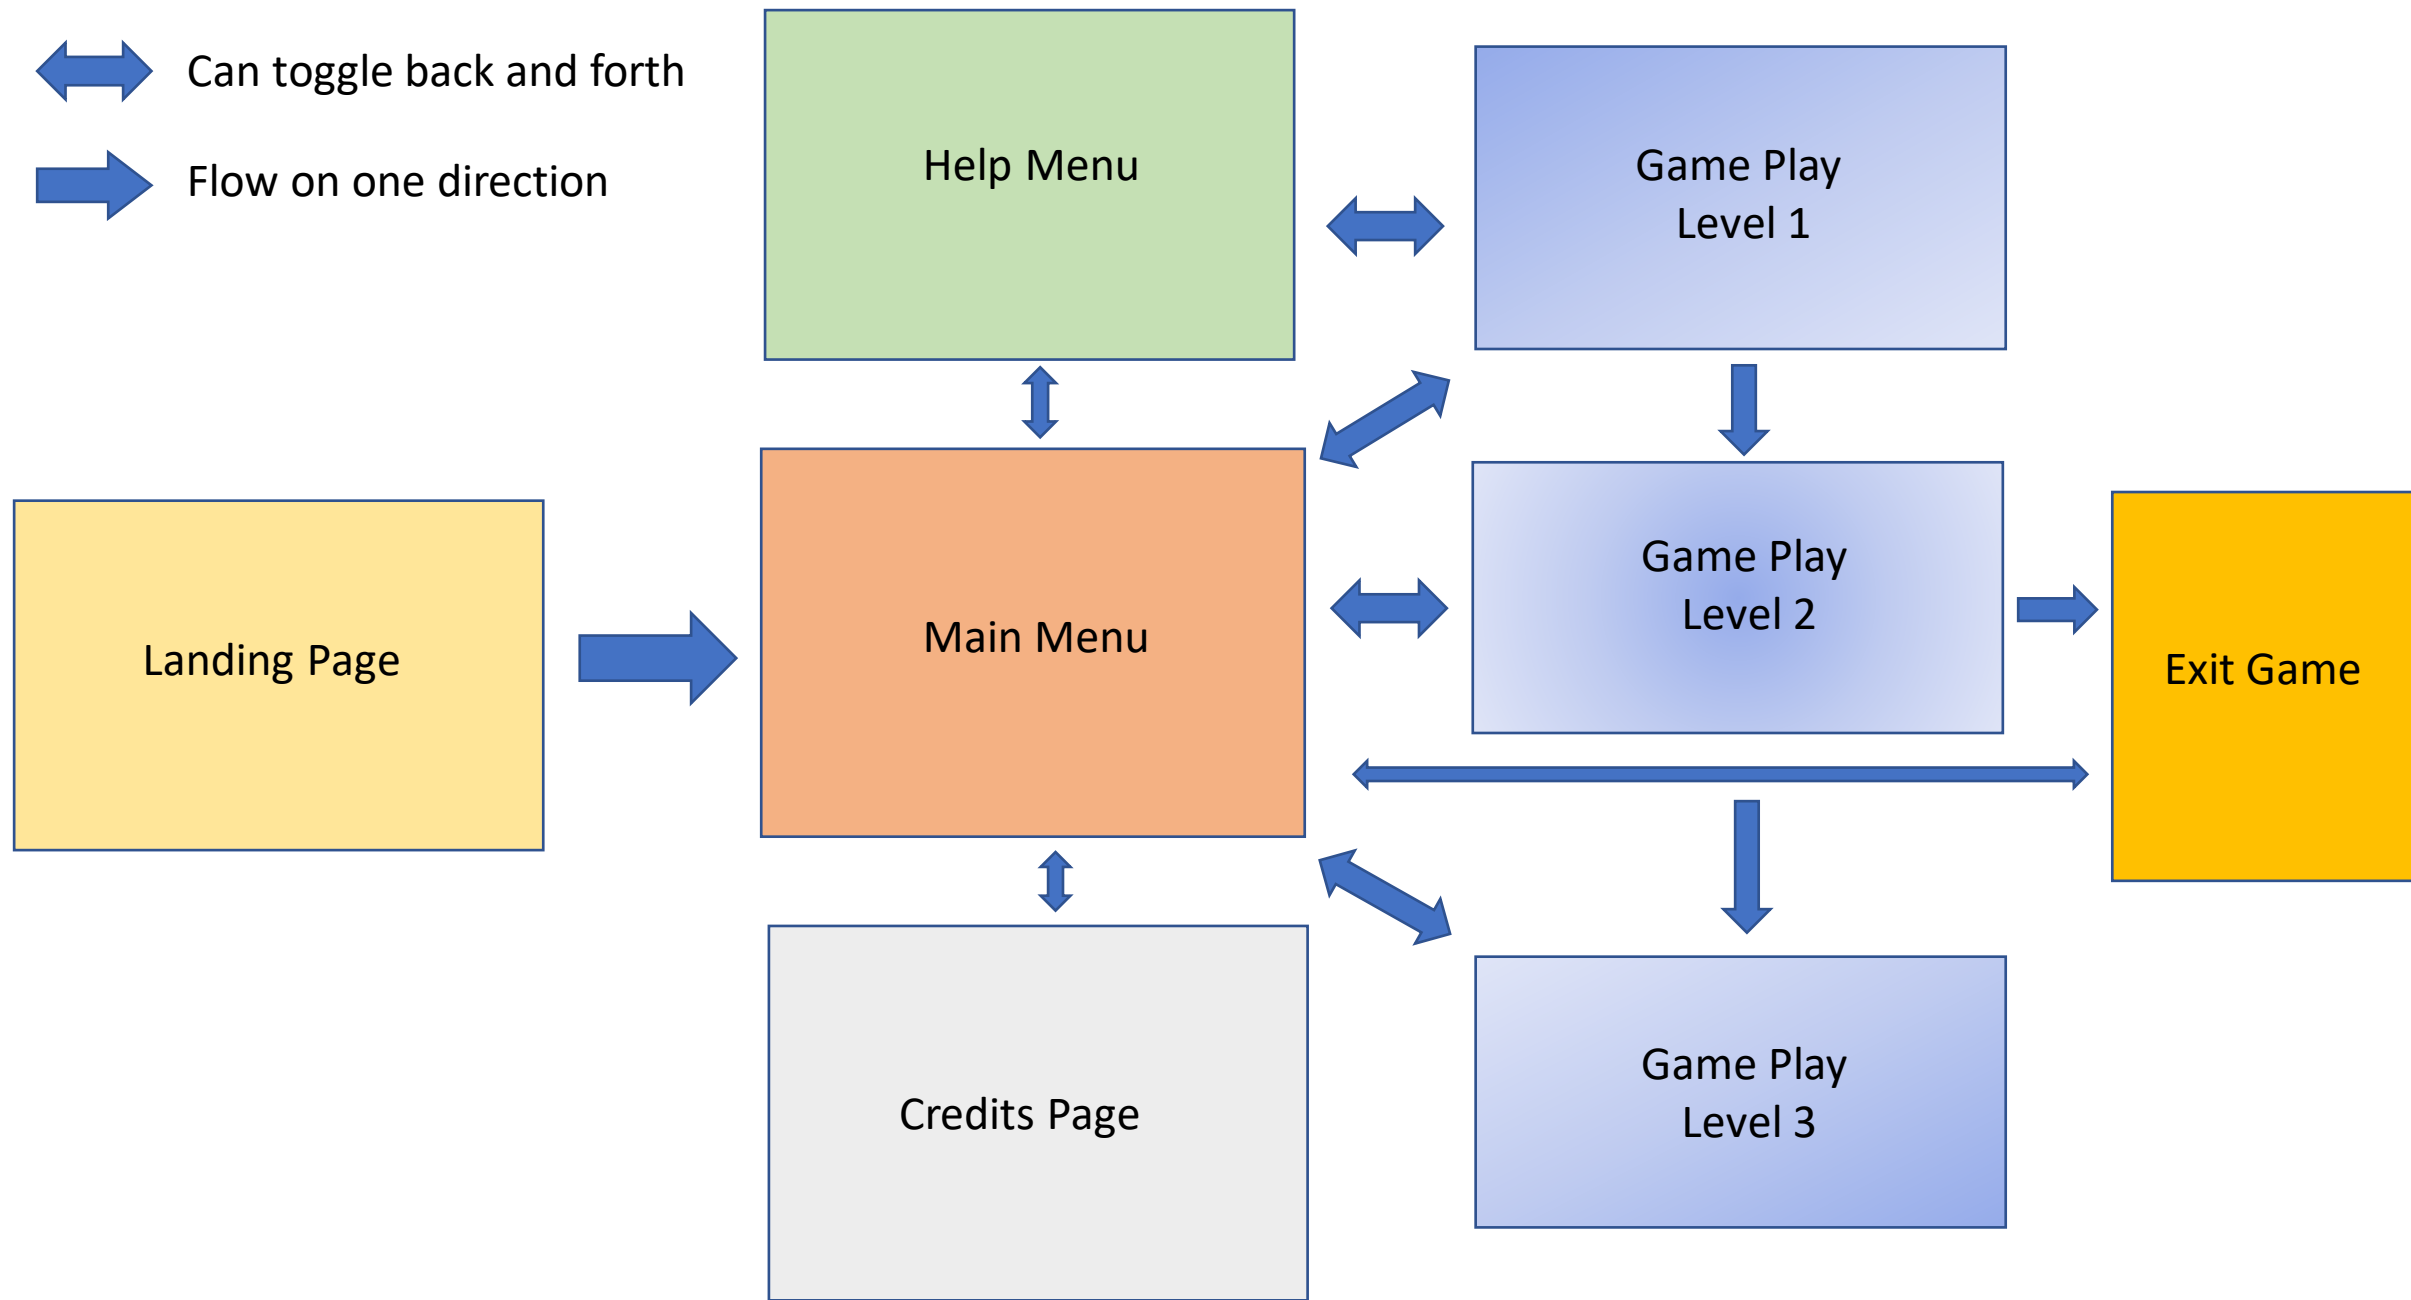 Can toggle back and forth
Flow on one direction
Help Menu
Game Play
Level 1
Landing Page
Main Menu
Game Play
Level 2
Exit Game
Credits Page
Game Play
Level 3